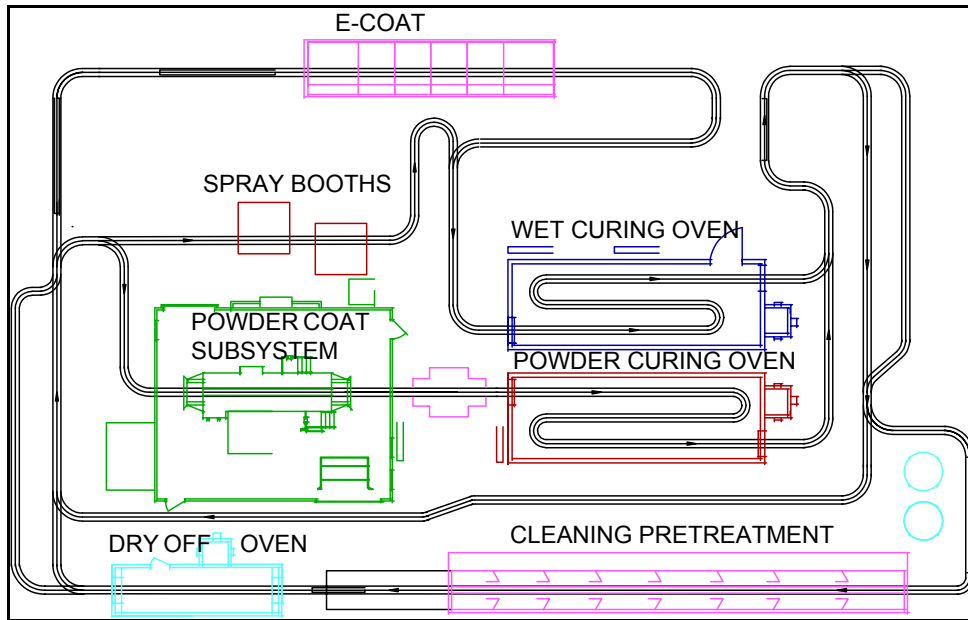 E-COAT
SPRAY BOOTHS
WET CURING OVEN
POWDER COAT
SUBSYSTEM
POWDER CURING OVEN
DRY OFF OVEN
CLEANING PRETREATMENT